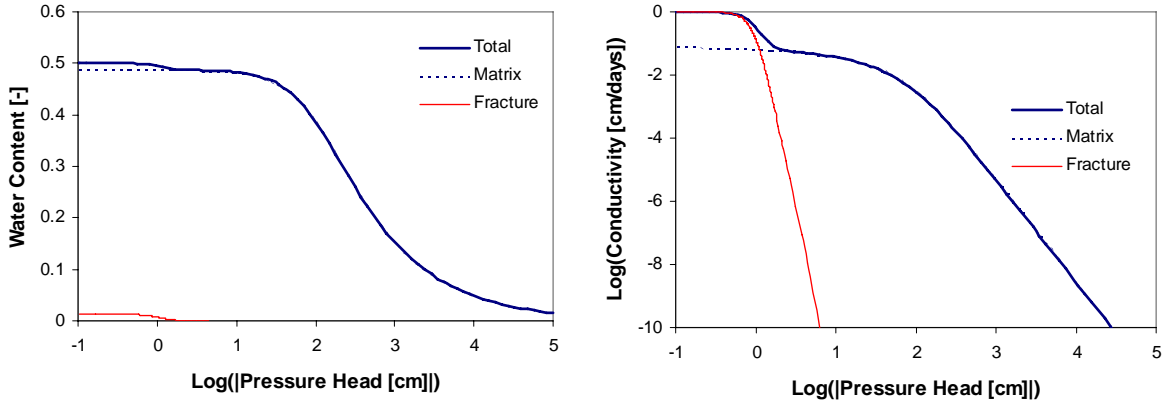 0.6
0.5
0.4
0.3
0.2
0.1
0
-1
0
1
2
3
4
5
Water Content [-]
Log(|Pressure Head [cm]|)
Total
Matrix
Fracture
0
-2
-4
-6
-8
-10
-1
0
1
2
3
4
5
Log(Conductivity [cm/days])
Log(|Pressure Head [cm]|)
Total
Matrix
Fracture